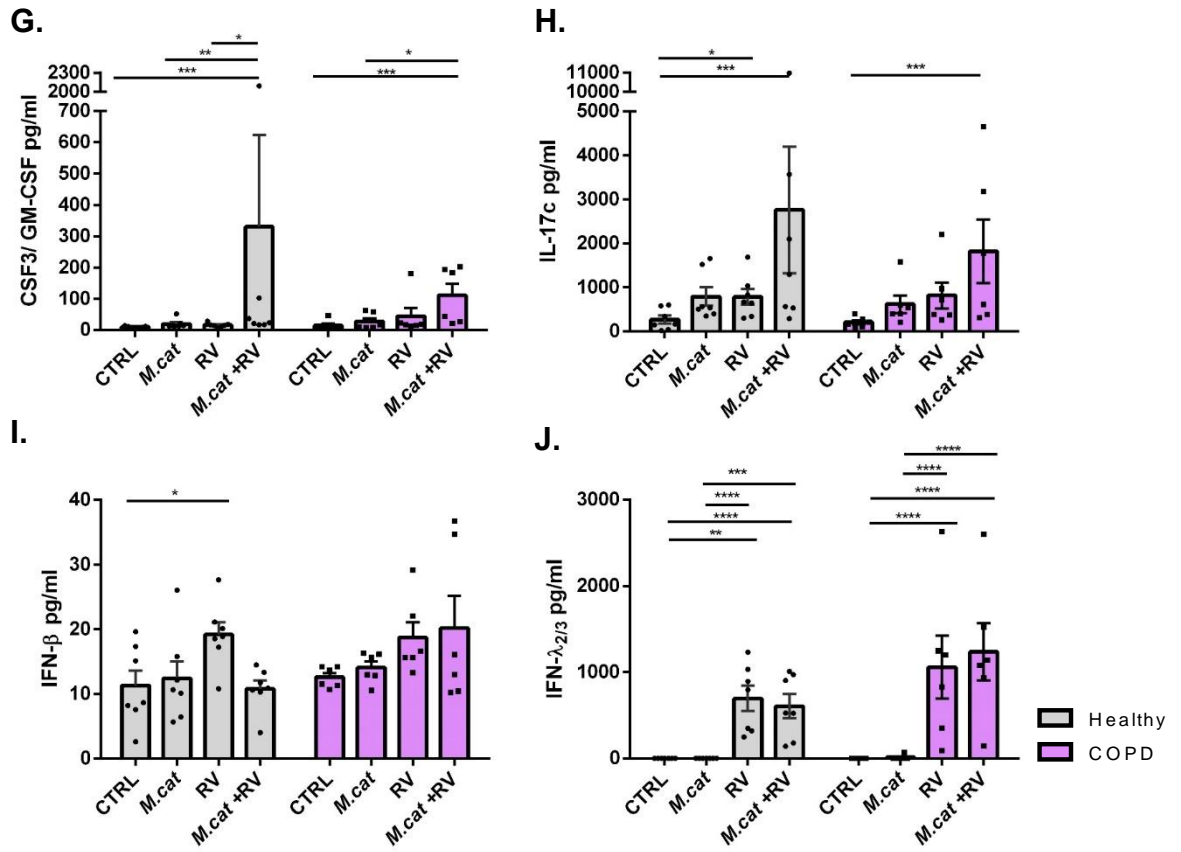 G.
* 
** *
*** ***
2300
2200
2100
700
600
500
400
300
200
100
0
CSF3/ GM-CSF pg/ml
CTRL M.cat RV M.cat +RV CTRL M.cat RV M.cat +RV
H.
*
*** ***
11000
10000
5000
4000
3000
2000
1000
0
IL-17c pg/ml
CTRL M.cat RV M.cat +RV CTRL M.cat RV M.cat +RV
I.
*
40
30
20
10
0
IFN-β pg/ml
CTRL M.cat RV M.cat +RV CTRL M.cat RV M.cat +RV
J.
****
*** ****
**** ****
**** ****
**
3000
2000
1000
0
IFN-λ2/3 pg/ml
CTRL M.cat RV M.cat +RV CTRL M.cat RV M.cat +RV
Healthy
COPD